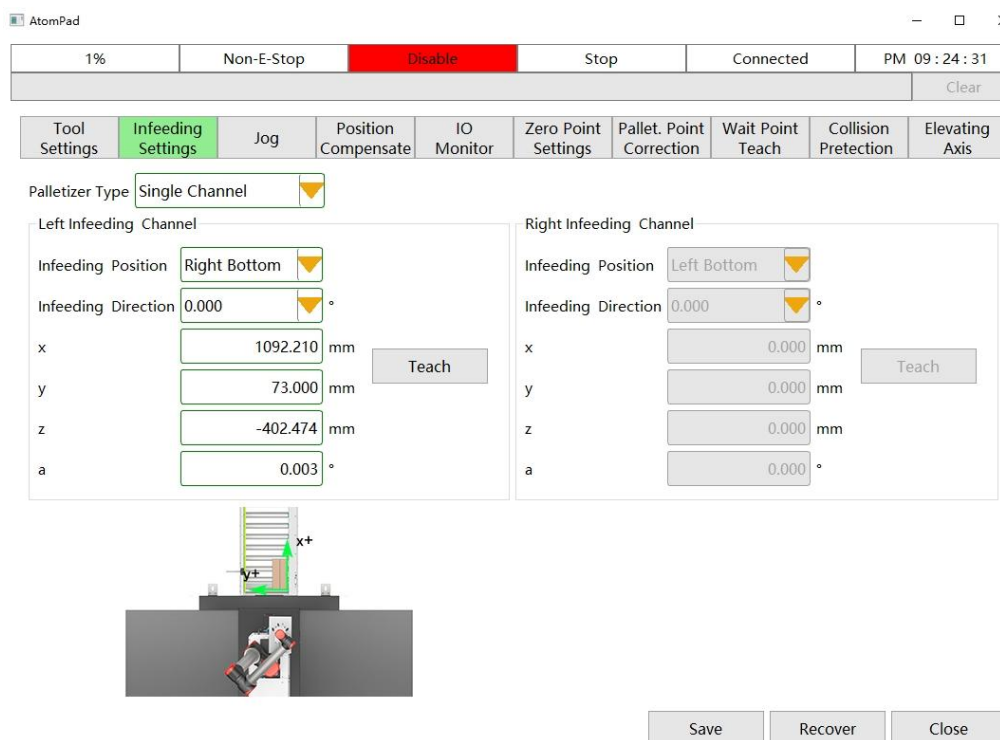 AtomPad
1% Non-E-Stop Disable Stop Connected PM 09:24:31
Clear
Tool Settings Infeeding Settings Jog Position Compensate IO Monitor Zero Point Settings Pallet. Point Correction Wait Point Teach Collision Pretection Elevating Axis
Palletizer Type Single Channel
Left Infeeding Channel Right Infeeding Channel
Infeeding Position Right Bottom Infeeding Position Left Bottom
Infeeding Direction 0.000 ° Infeeding Direction 0.000 °
x 1092.210 mm x 0.000 mm
Teach Teach
y 73.000 mm y 0.000 mm
z -402.474 mm z 0.000 mm
a 0.003 ° a 0.000 °
x+
y+
Save Recover Close